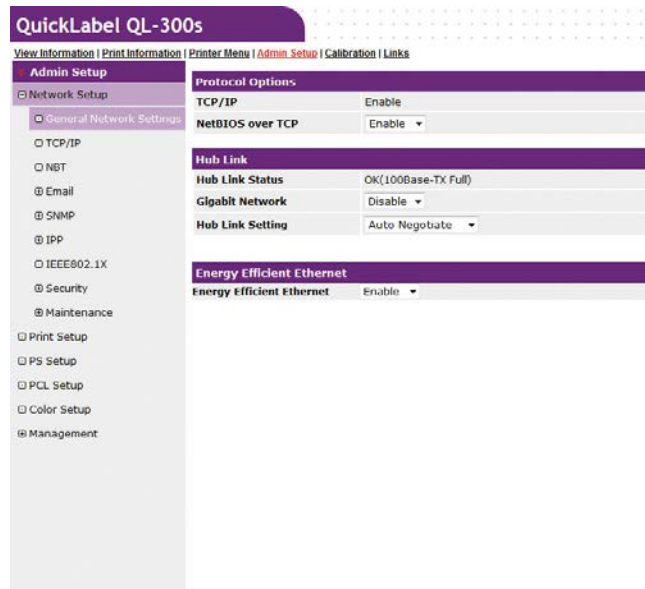 QuickLabel QL-300s
View Information | Print Information | Printer Menu | Admin Setup | Calibration | Links
Admin Setup
Network Setup
General Network Settings
TCP/IP
NBT
Email
SNMP
IPP
IEEE802.1X
Security
Maintenance
Print Setup
PS Setup
PCL Setup
Color Setup
Management
Protocol Options
TCP/IP Enable
NetBIOS over TCP Enable
Hub Link
Hub Link Status OK(100Base-TX Full)
Gigabit Network Disable
Hub Link Setting Auto Negotiate
Energy Efficient Ethernet
Energy Efficient Ethernet Enable